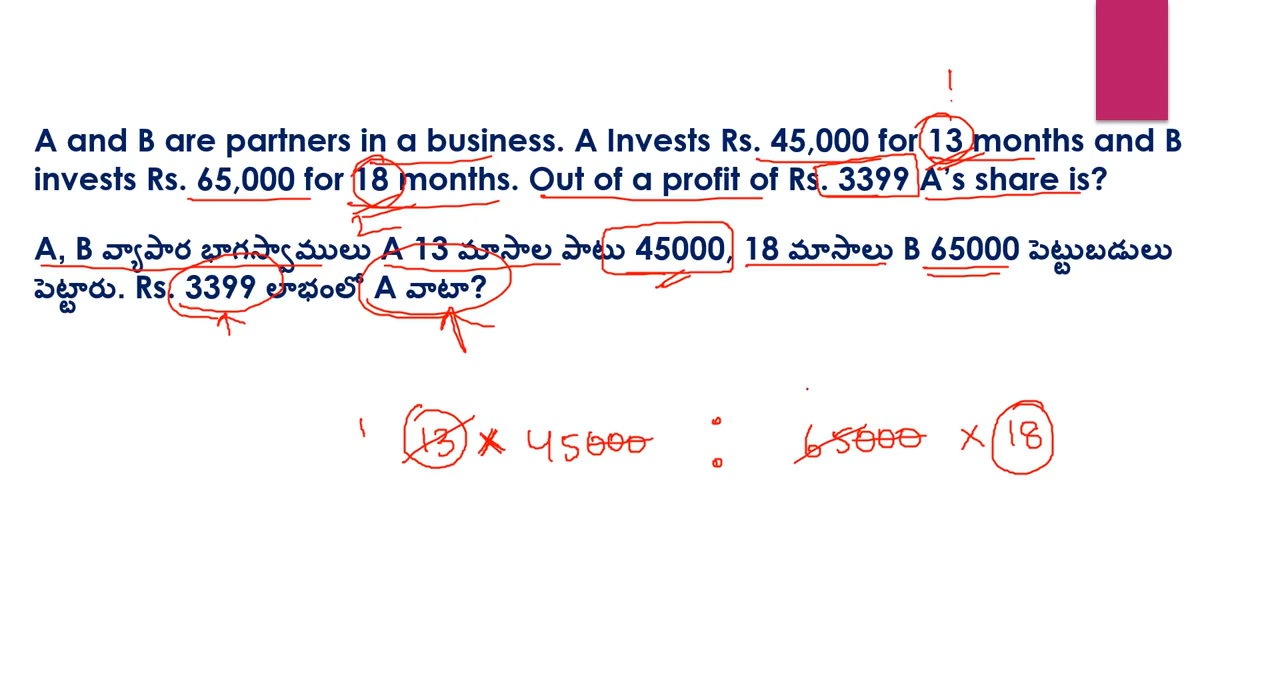 A and B are partners in a business. A Invests Rs. 45,000 for 13 months and B
invests Rs. 65,000 for 18 months. Out of a profit of Rs. 3399 A's share is?
A, B వ్యాపార భాగస్వాములు A 13 మాసాల పాటు 45000, 18 మాసాలు B 65000 పెట్టుబడులు
పెట్టారు. Rs. 3399 లాభంలో A వాటా?
13 × 45000 : 65000 × 18